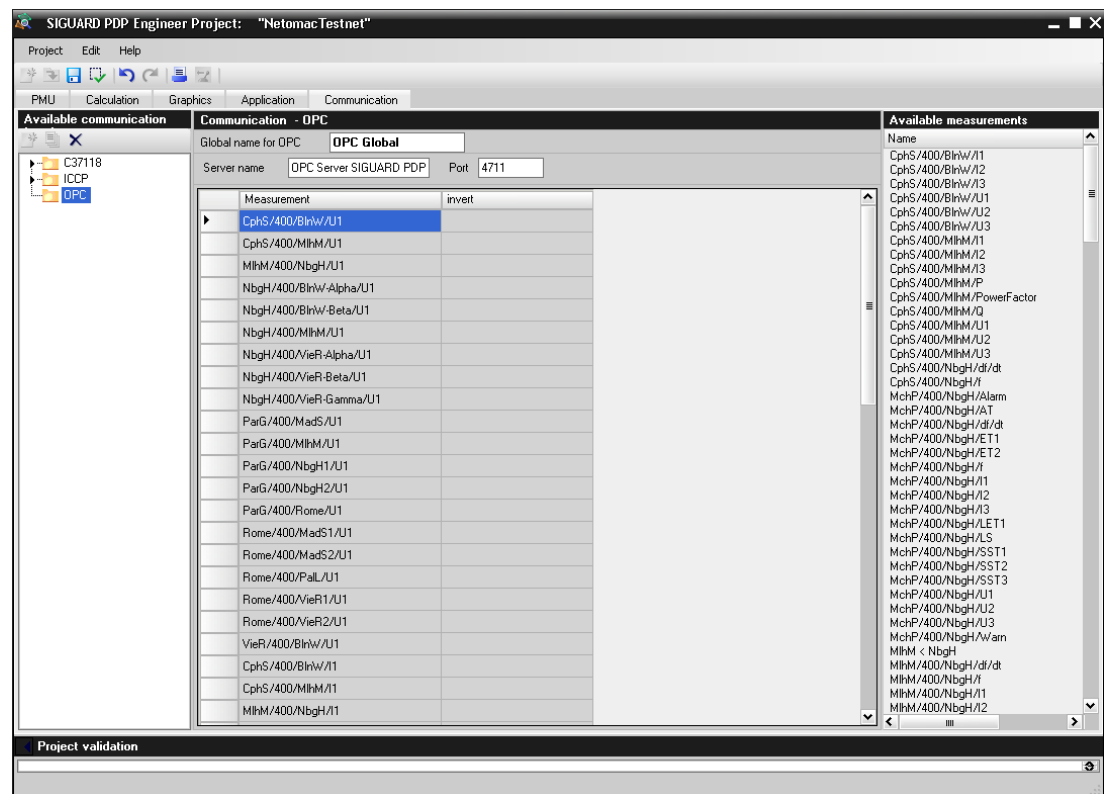 SIGUARD PDP Engineer Project: "NetomacTestnet"
Project Edit Help
PMU Calculation Graphics Application Communication
Available communication
C37118
ICCP
OPC
Communication - OPC
Global name for OPC OPC Global
Server name OPC Server SIGUARD PDP Port 4711
Measurement invert
CphS/400/BlnW/U1
CphS/400/MlhM/U1
MlhM/400/NbgH/U1
NbgH/400/BlnW-Alpha/U1
NbgH/400/BlnW-Beta/U1
NbgH/400/MlhM/U1
NbgH/400/VieR-Alpha/U1
NbgH/400/VieR-Beta/U1
NbgH/400/VieR-Gamma/U1
ParG/400/MadS/U1
ParG/400/MlhM/U1
ParG/400/NbgH1/U1
ParG/400/NbgH2/U1
ParG/400/Rome/U1
Rome/400/MadS1/U1
Rome/400/MadS2/U1
Rome/400/PalL/U1
Rome/400/VieR1/U1
Rome/400/VieR2/U1
VieR/400/BlnW/U1
CphS/400/BlnW/I1
CphS/400/MlhM/I1
MlhM/400/NbgH/I1
Available measurements
Name
CphS/400/BlnW/I1
CphS/400/BlnW/I2
CphS/400/BlnW/I3
CphS/400/BlnW/U1
CphS/400/BlnW/U2
CphS/400/BlnW/U3
CphS/400/MlhM/I1
CphS/400/MlhM/I2
CphS/400/MlhM/I3
CphS/400/MlhM/P
CphS/400/MlhM/PowerFactor
CphS/400/MlhM/Q
CphS/400/MlhM/U1
CphS/400/MlhM/U2
CphS/400/MlhM/U3
CphS/400/NbgH/df/dt
CphS/400/NbgH/f
MchP/400/NbgH/Alarm
MchP/400/NbgH/AT
MchP/400/NbgH/df/dt
MchP/400/NbgH/ET1
MchP/400/NbgH/ET2
MchP/400/NbgH/f
MchP/400/NbgH/I1
MchP/400/NbgH/I2
MchP/400/NbgH/I3
MchP/400/NbgH/LET1
MchP/400/NbgH/LS
MchP/400/NbgH/SST1
MchP/400/NbgH/SST2
MchP/400/NbgH/SST3
MchP/400/NbgH/U1
MchP/400/NbgH/U2
MchP/400/NbgH/U3
MchP/400/NbgH/Warn
MlhM < NbgH
MlhM/400/NbgH/df/dt
MlhM/400/NbgH/f
MlhM/400/NbgH/I1
MlhM/400/NbgH/I2
Project validation